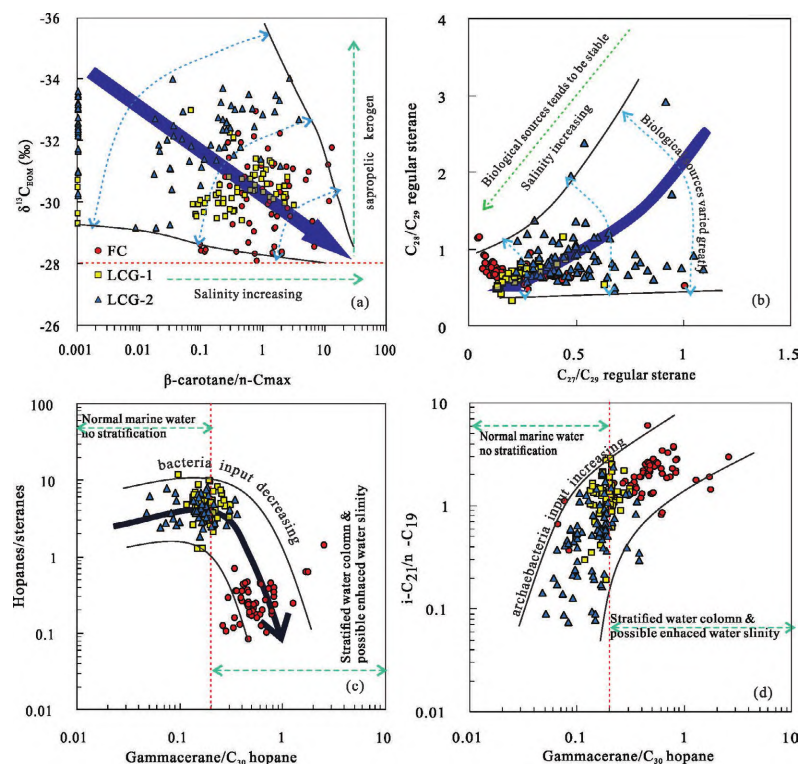 -36
-34
-32
-30
-28
-26
δ¹³C_EOM (‰)
sapropelic kerogen
FC
LCG-1
LCG-2
Salinity increasing
(a)
0.001
0.01
0.1
1
10
100
β-carotane/n-Cmax
4
3
2
1
0
C₂₈/C₂₉ regular sterane
Biological sources tends to be stable
Salinity increasing
Biological sources varied greatly
(b)
0
0.5
1
1.5
C₂₇/C₂₉ regular sterane
100
10
1
0.1
0.01
Hopanes/steranes
Normal marine water
no stratification
bacteria input decreasing
Stratified water colomn &
possible enhaced water slinity
(c)
0.01
0.1
1
10
Gammacerane/C₃₀ hopane
10
1
0.1
0.01
i-C₂₁/n -C₁₉
Normal marine water
no stratification
archaebacteria input increasing
Stratified water colomn &
possible enhaced water slinity
(d)
0.01
0.1
1
10
Gammacerane/C₃₀ hopane